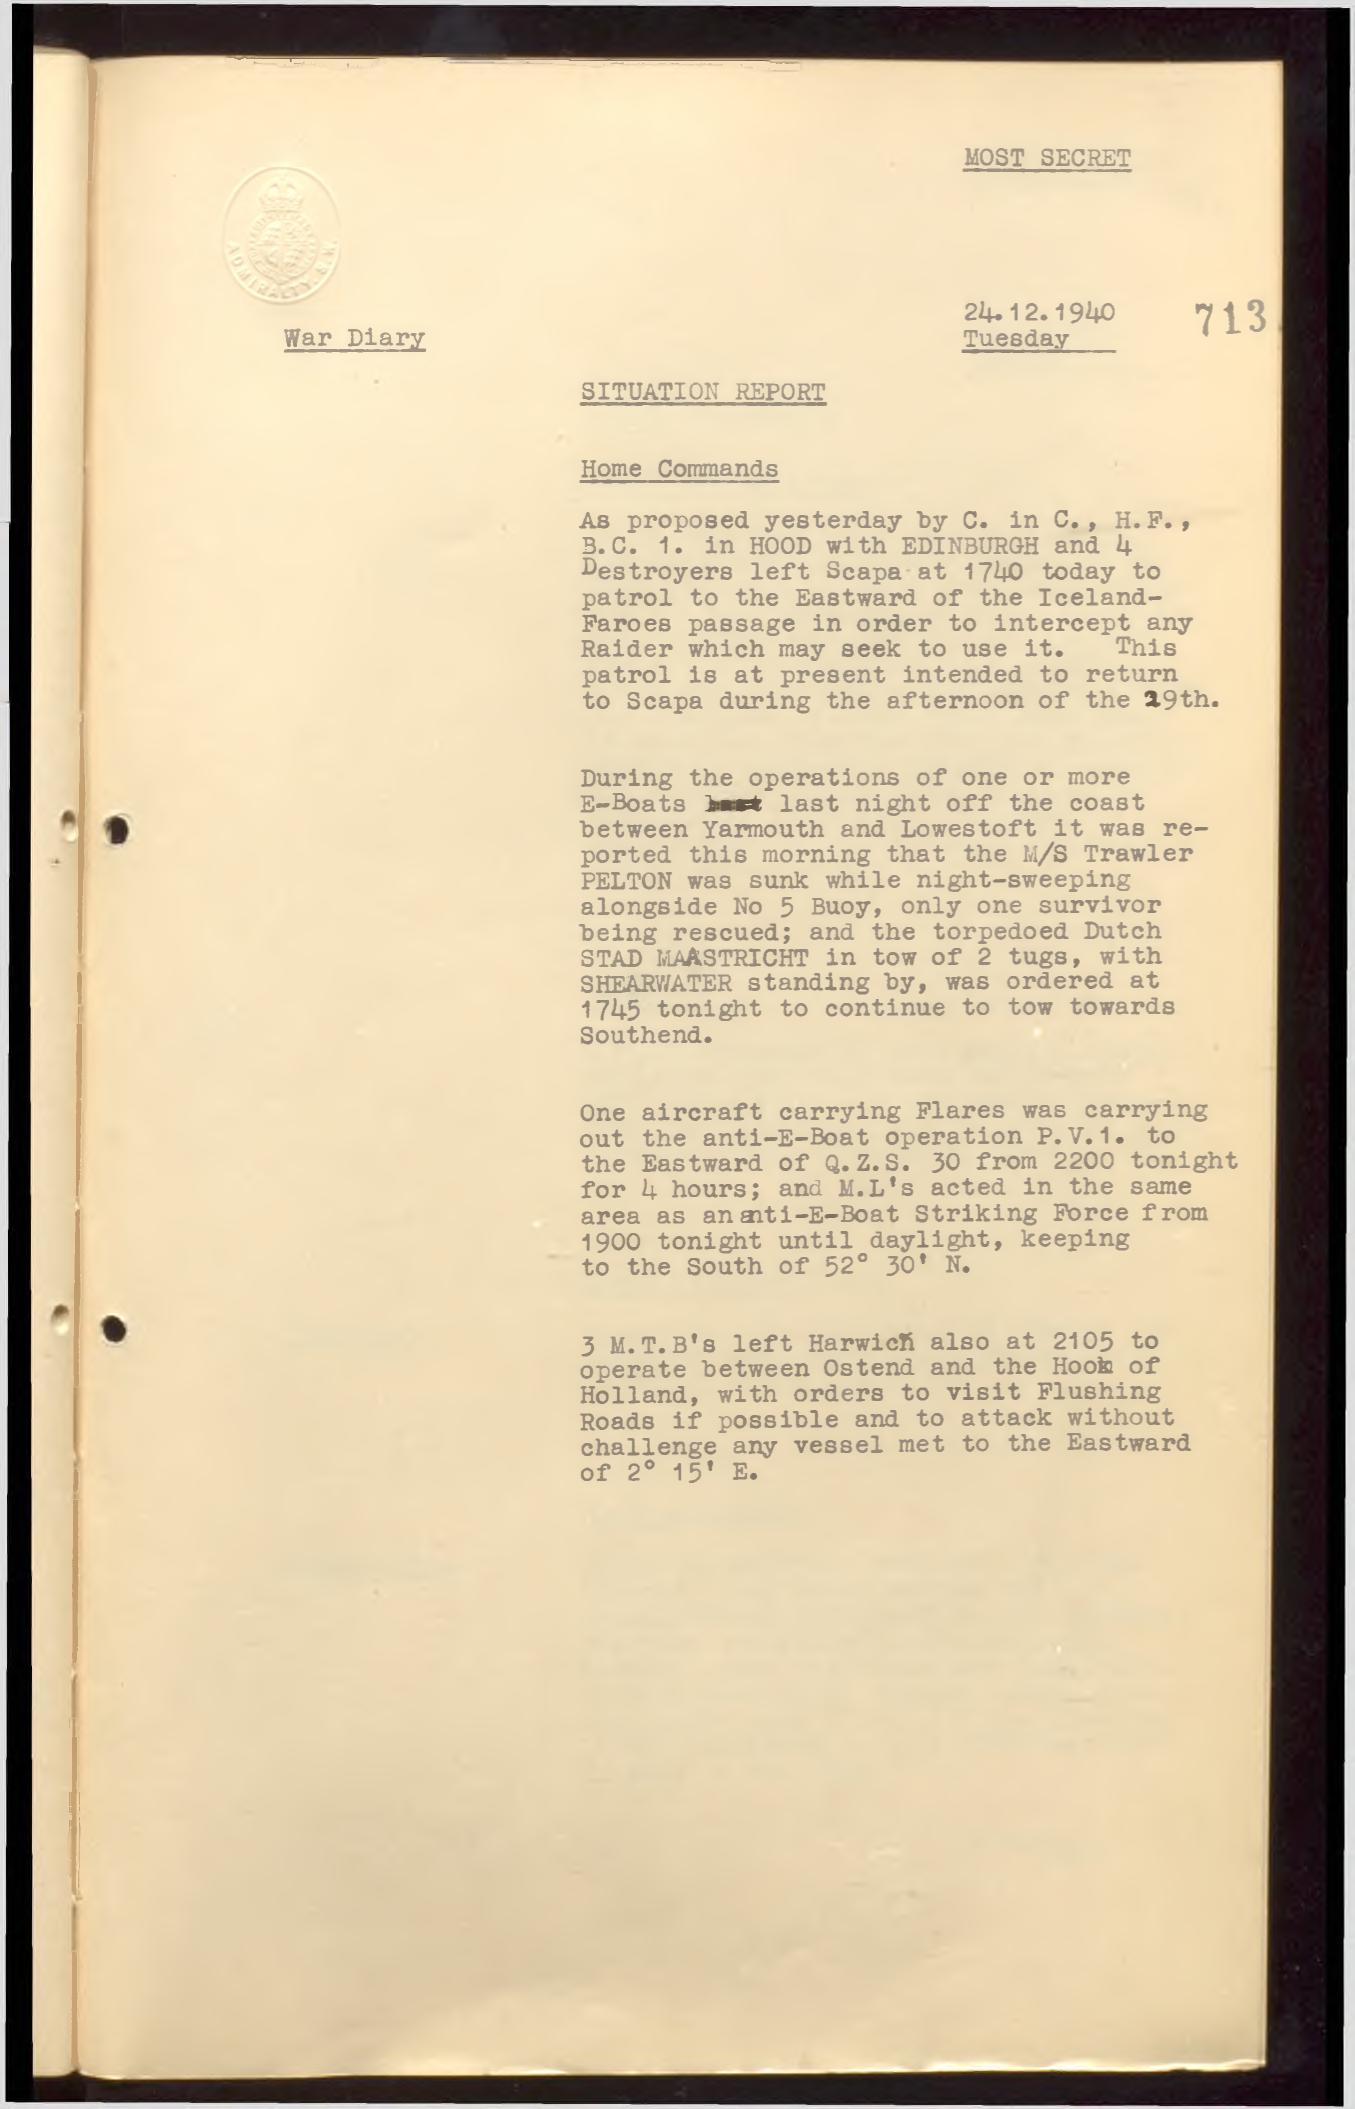 MOST SECRET
ADMIRALTY. S.W.
24.12.1940
713
War Diary
Tuesday
SITUATION REPORT
Home Commands
As proposed yesterday by C. in C., H.F.,
B.C. 1. in HOOD with EDINBURGH and 4
Destroyers left Scapa at 1740 today to
patrol to the Eastward of the Iceland-
Faroes passage in order to intercept any
Raider which may seek to use it. This
patrol is at present intended to return
to Scapa during the afternoon of the 29th.
During the operations of one or more
E-Boats last night off the coast
between Yarmouth and Lowestoft it was re-
ported this morning that the M/S Trawler
PELTON was sunk while night-sweeping
alongside No 5 Buoy, only one survivor
being rescued; and the torpedoed Dutch
STAD MAASTRICHT in tow of 2 tugs, with
SHEARWATER standing by, was ordered at
1745 tonight to continue to tow towards
Southend.
One aircraft carrying Flares was carrying
out the anti-E-Boat operation P.V.1. to
the Eastward of Q.Z.S. 30 from 2200 tonight
for 4 hours; and M.L's acted in the same
area as an anti-E-Boat Striking Force from
1900 tonight until daylight, keeping
to the South of 52° 30' N.
3 M.T.B's left Harwich also at 2105 to
operate between Ostend and the Hook of
Holland, with orders to visit Flushing
Roads if possible and to attack without
challenge any vessel met to the Eastward
of 2° 15' E.